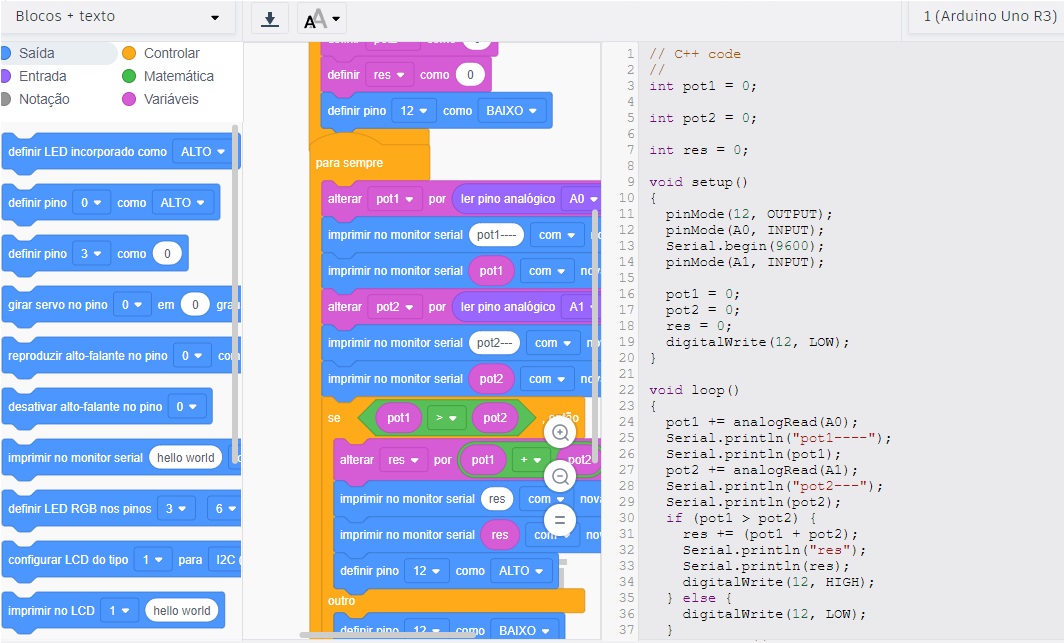 Blocos + texto
1 (Arduino Uno R3)
Saída
Controlar
Entrada
Matemática
Notação
Variáveis
definir LED incorporado como ALTO
definir pino 0 como ALTO
definir pino 3 como 0
girar servo no pino 0 em 0 grau
reproduzir alto-falante no pino 0 com
desativar alto-falante no pino 0
imprimir no monitor serial hello world
definir LED RGB nos pinos 3 6
configurar LCD do tipo 1 para I2C (
imprimir no LCD 1 hello world
definir res como 0
definir pino 12 como BAIXO
para sempre
alterar pot1 por ler pino analógico A0
imprimir no monitor serial pot1---- com
imprimir no monitor serial pot1 com nov
alterar pot2 por ler pino analógico A1
imprimir no monitor serial pot2--- com
imprimir no monitor serial pot2 com nov
se pot1 > pot2 , então
alterar res por pot1 + pot2
imprimir no monitor serial res com nova
imprimir no monitor serial res com nov
definir pino 12 como ALTO
outro
definir pino 12 como BAIXO
1 // C++ code
2 //
3 int pot1 = 0;
4
5 int pot2 = 0;
6
7 int res = 0;
8
9 void setup()
10 {
11 pinMode(12, OUTPUT);
12 pinMode(A0, INPUT);
13 Serial.begin(9600);
14 pinMode(A1, INPUT);
15
16 pot1 = 0;
17 pot2 = 0;
18 res = 0;
19 digitalWrite(12, LOW);
20 }
21
22 void loop()
23 {
24 pot1 += analogRead(A0);
25 Serial.println("pot1----");
26 Serial.println(pot1);
27 pot2 += analogRead(A1);
28 Serial.println("pot2---");
29 Serial.println(pot2);
30 if (pot1 > pot2) {
31 res += (pot1 + pot2);
32 Serial.println("res");
33 Serial.println(res);
34 digitalWrite(12, HIGH);
35 } else {
36 digitalWrite(12, LOW);
37 }